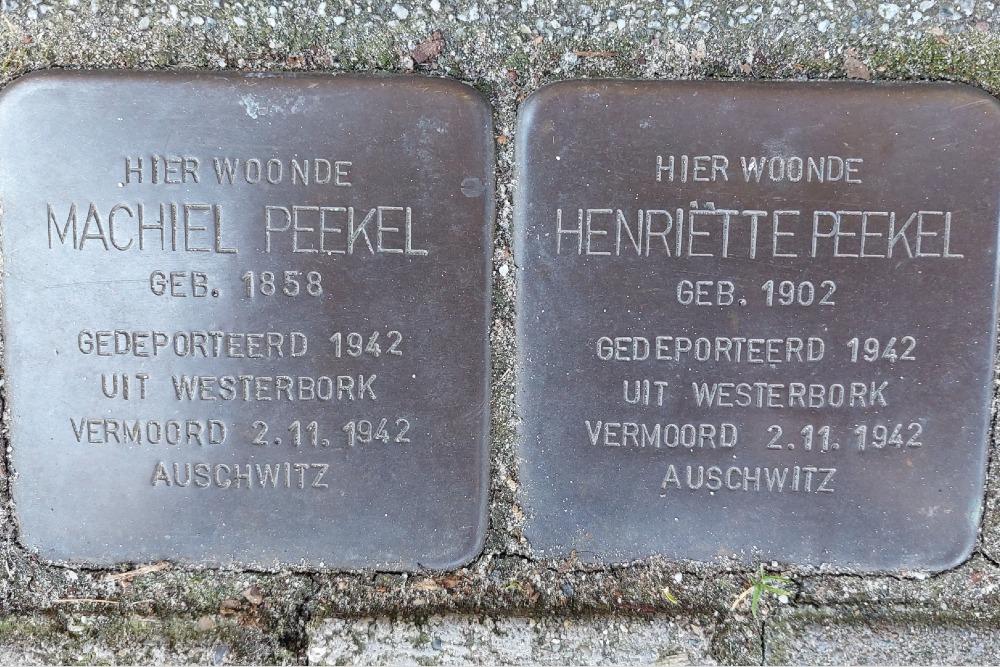 HIER WOONDE
MACHIEL PEEKEL
GEB. 1858
GEDEPORTEERD 1942
UIT WESTERBORK
VERMOORD 2.11.1942
AUSCHWITZ
HIER WOONDE
HENRIËTTE PEEKEL
GEB. 1902
GEDEPORTEERD 1942
UIT WESTERBORK
VERMOORD 2.11.1942
AUSCHWITZ